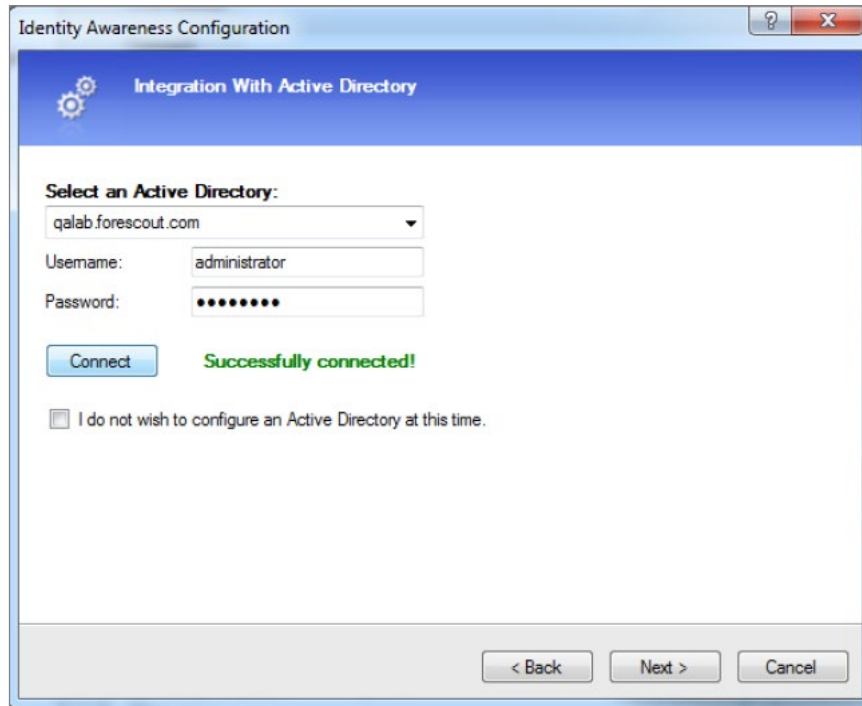 Identity Awareness Configuration
Integration With Active Directory
Select an Active Directory:
qalab.forescout.com
Username: administrator
Password: ••••••••
Connect Successfully connected!
I do not wish to configure an Active Directory at this time.
< Back Next > Cancel